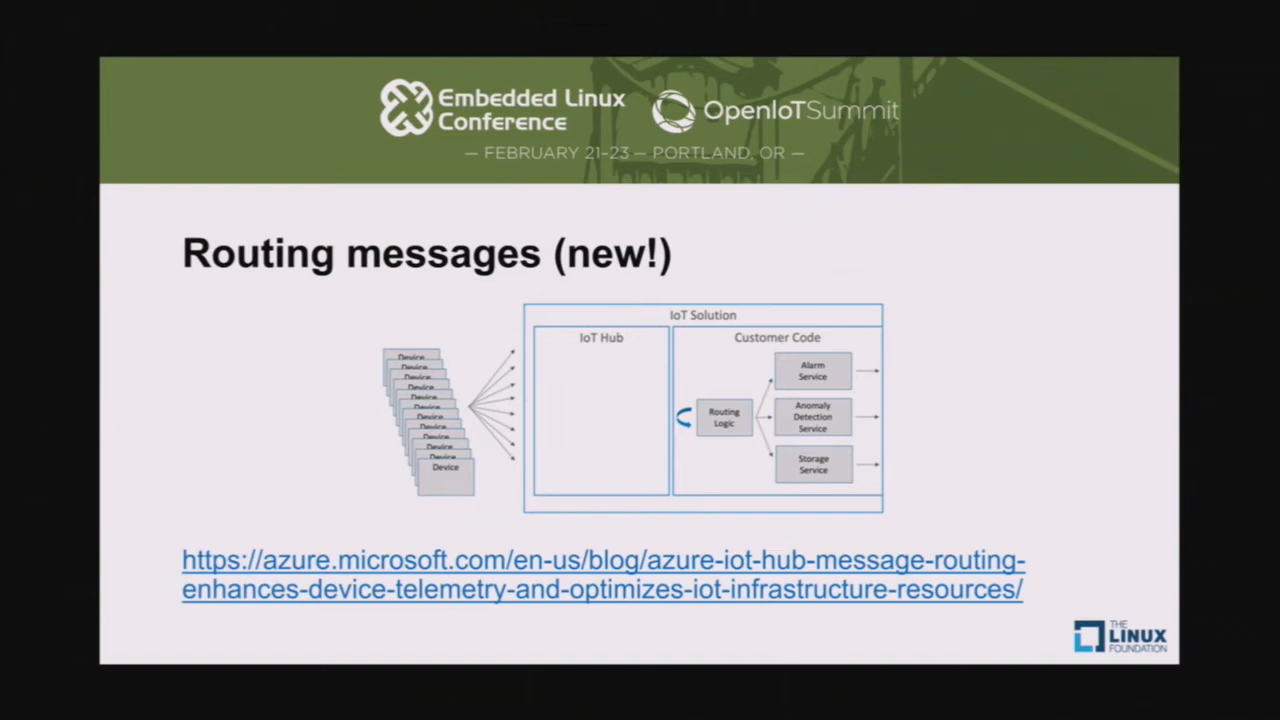 Embedded Linux
Conference
OpenIoTSummit
— FEBRUARY 21-23 — PORTLAND, OR —
Routing messages (new!)
IoT Solution
IoT Hub
Customer Code
Device
Device
Device
Device
Device
Device
Device
Device
Device
Device
Device
Device
Routing
Logic
Alarm
Service
Anomaly
Detection
Service
Storage
Service
https://azure.microsoft.com/en-us/blog/azure-iot-hub-message-routing-
enhances-device-telemetry-and-optimizes-iot-infrastructure-resources/
THE
LINUX
FOUNDATION